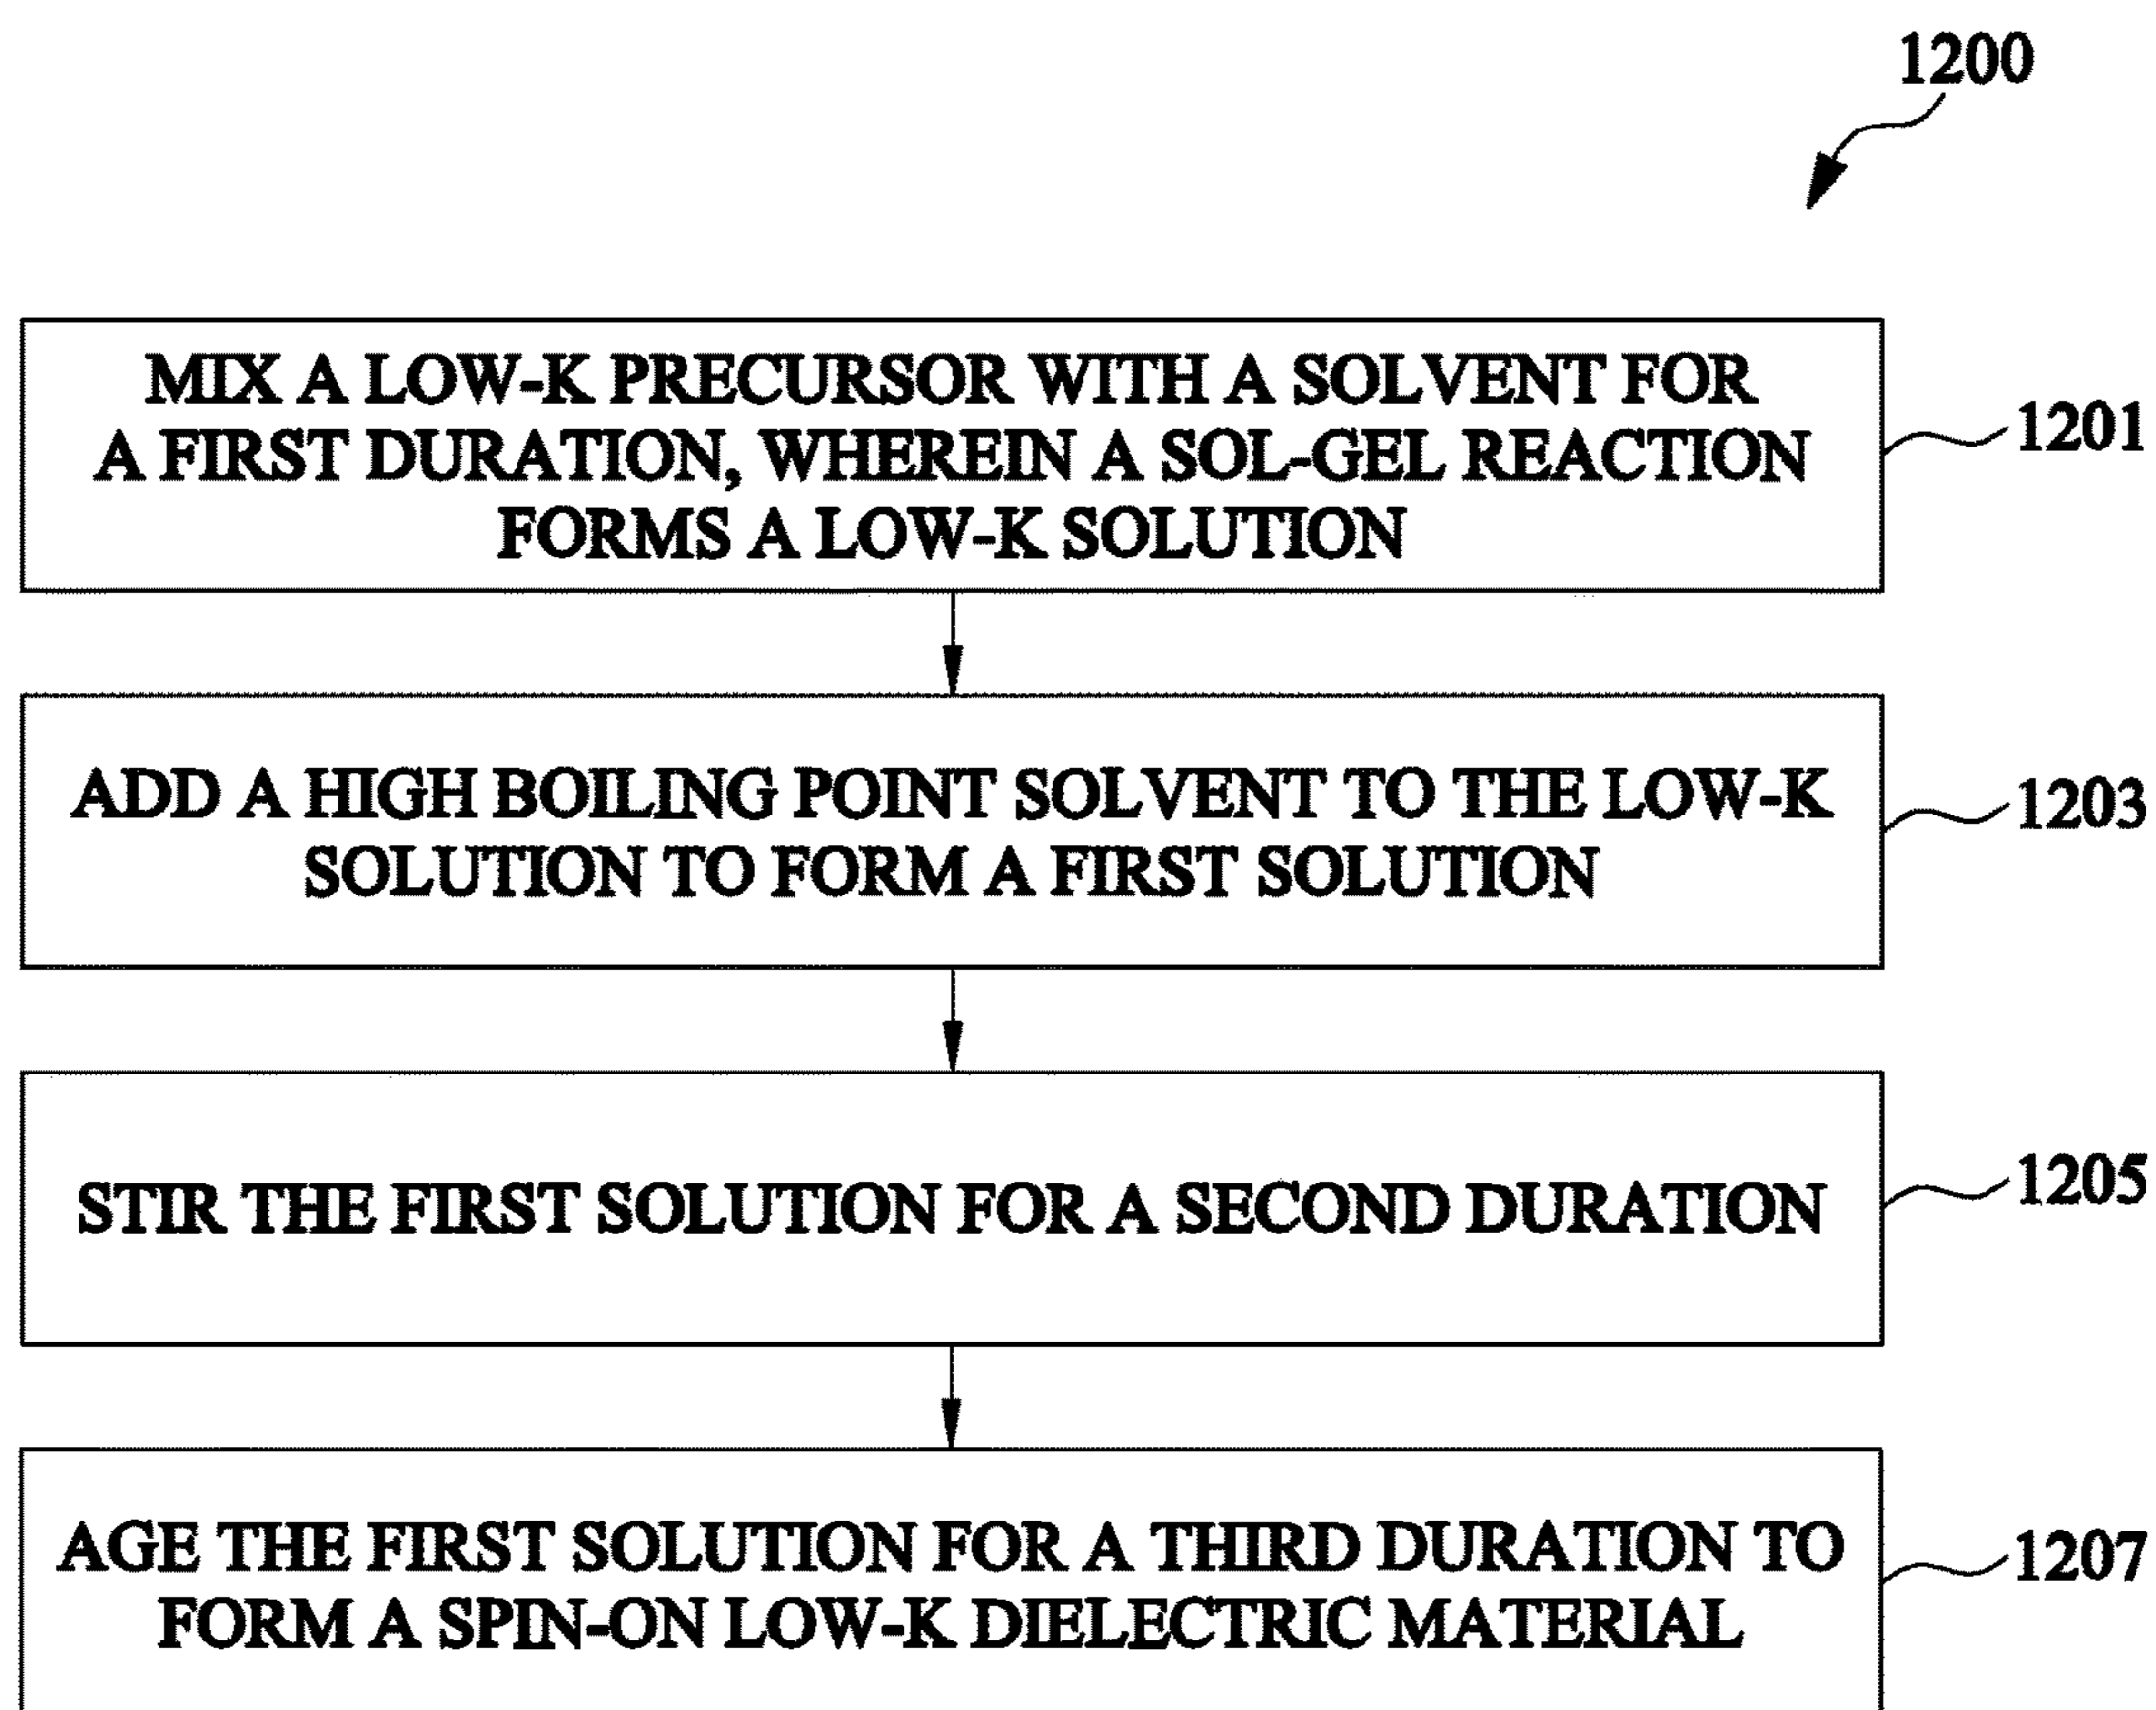 1200
MIX A LOW-K PRECURSOR WITH A SOLVENT FOR
A FIRST DURATION, WHEREIN A SOL-GEL REACTION
FORMS A LOW-K SOLUTION
1201
ADD A HIGH BOILING POINT SOLVENT TO THE LOW-K
SOLUTION TO FORM A FIRST SOLUTION
1203
STIR THE FIRST SOLUTION FOR A SECOND DURATION
1205
AGE THE FIRST SOLUTION FOR A THIRD DURATION TO
FORM A SPIN-ON LOW-K DIELECTRIC MATERIAL
1207